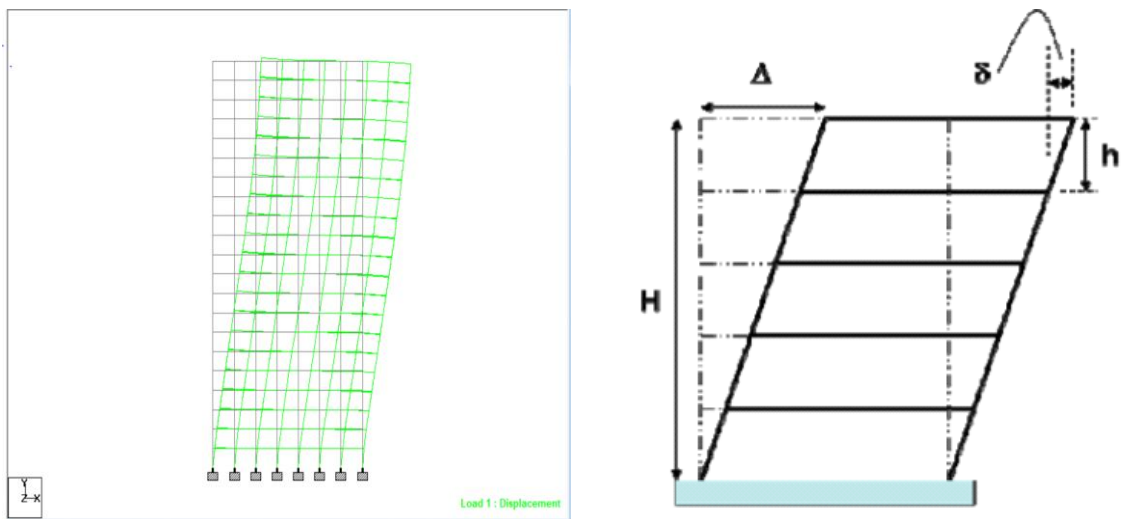 Y
Z X
Load 1 : Displacement
Δ
δ
h
H